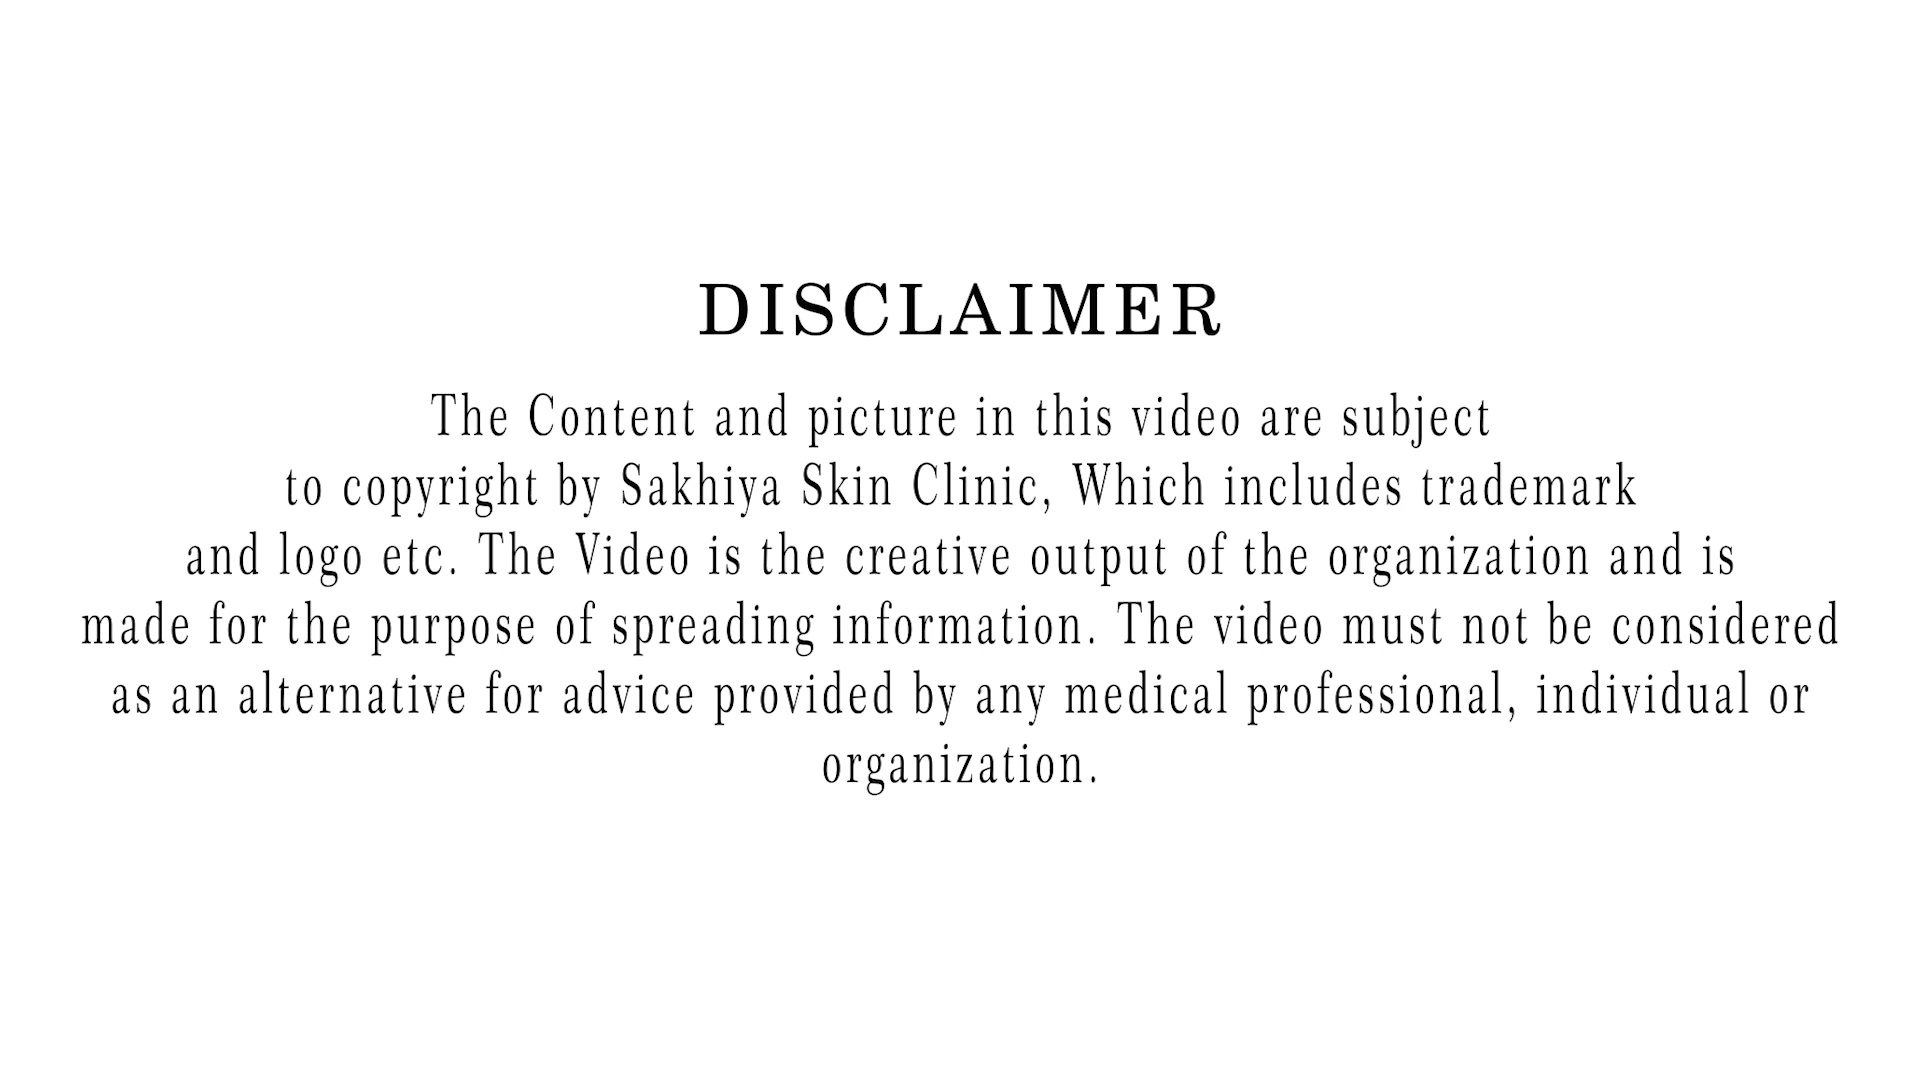 DISCLAIMER
The Content and picture in this video are subject
to copyright by Sakhiya Skin Clinic, Which includes trademark
and logo etc. The Video is the creative output of the organization and is
made for the purpose of spreading information. The video must not be considered
as an alternative for advice provided by any medical professional, individual or
organization.